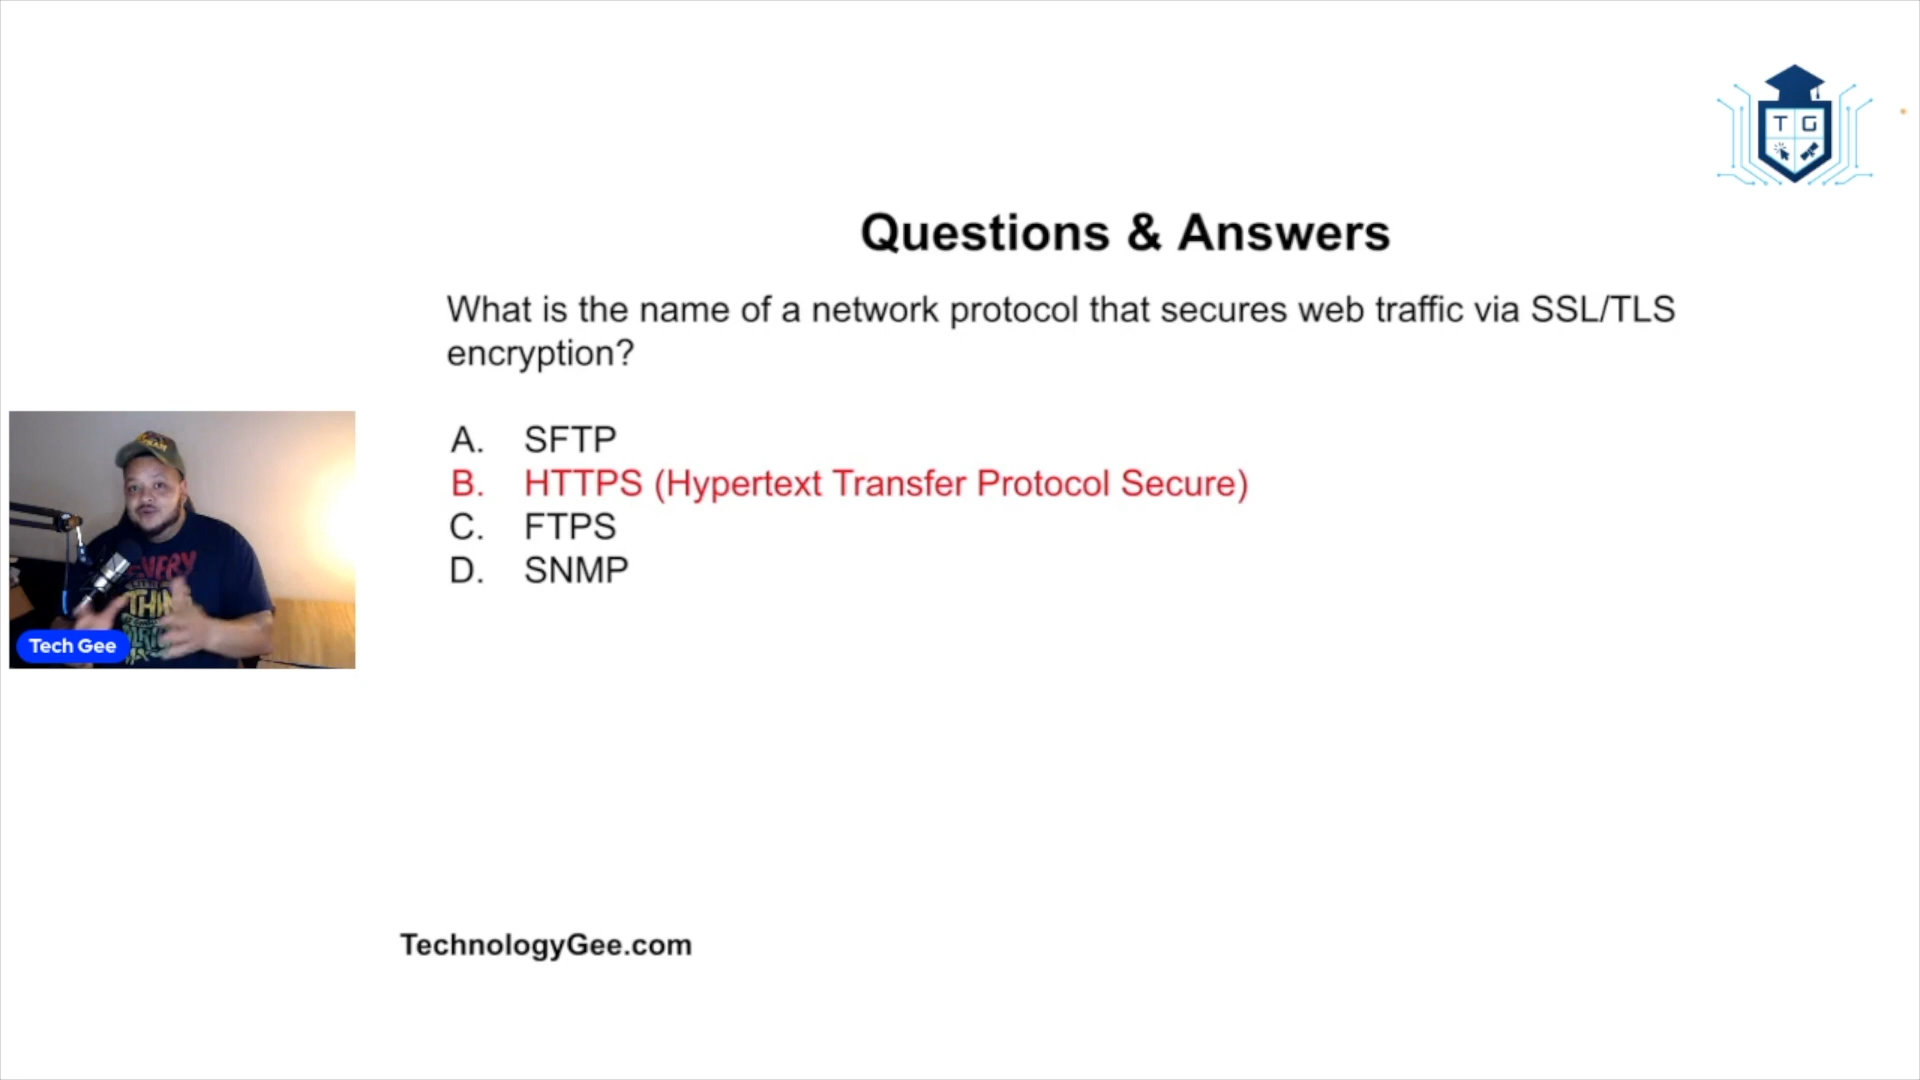 T G
Questions & Answers
What is the name of a network protocol that secures web traffic via SSL/TLS
encryption?
A. SFTP
B. HTTPS (Hypertext Transfer Protocol Secure)
C. FTPS
D. SNMP
THIN
Tech Gee
TechnologyGee.com